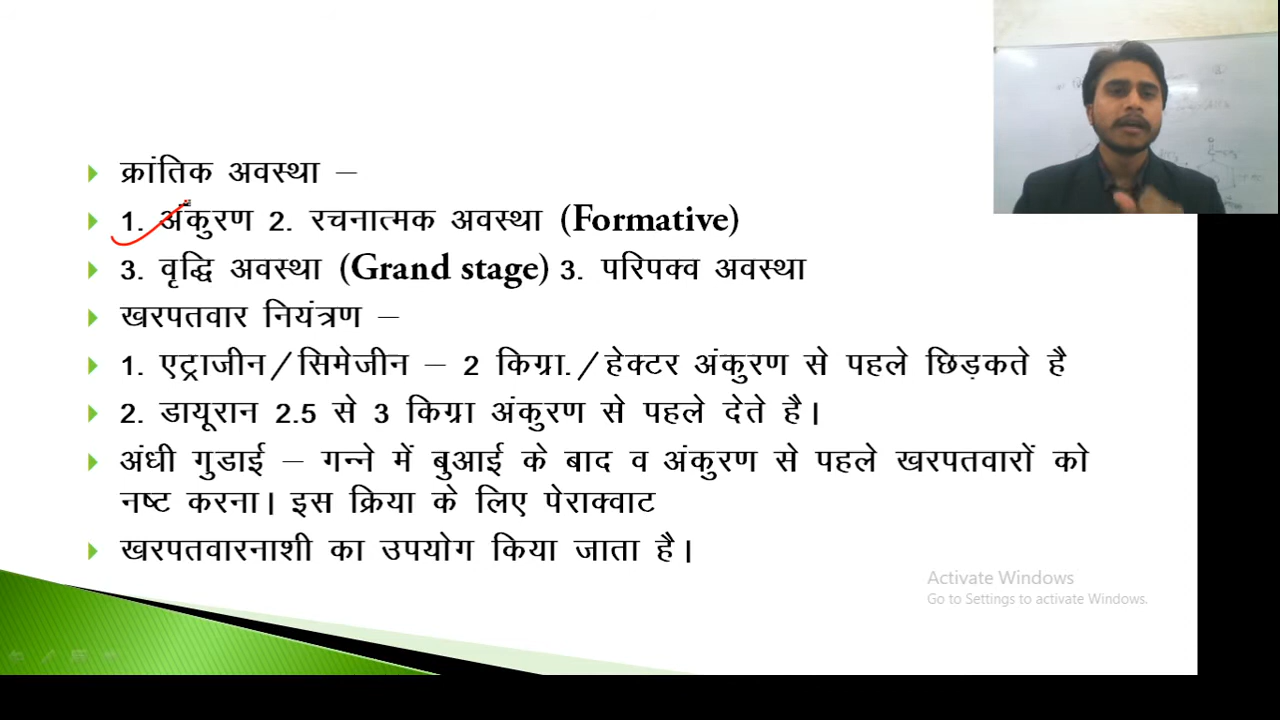 क्रांतिक अवस्था –
1. अंकुरण 2. रचनात्मक अवस्था (Formative)
3. वृद्धि अवस्था (Grand stage) 3. परिपक्व अवस्था
खरपतवार नियंत्रण –
1. एट्राजीन/सिमेजीन – 2 किग्रा./हेक्टर अंकुरण से पहले छिड़कते है
2. डायूरान 2.5 से 3 किग्रा अंकुरण से पहले देते है।
अंधी गुडाई – गन्ने में बुआई के बाद व अंकुरण से पहले खरपतवारों को
नष्ट करना। इस क्रिया के लिए पेराक्वाट
खरपतवारनाशी का उपयोग किया जाता है।
Activate Windows
Go to Settings to activate Windows.